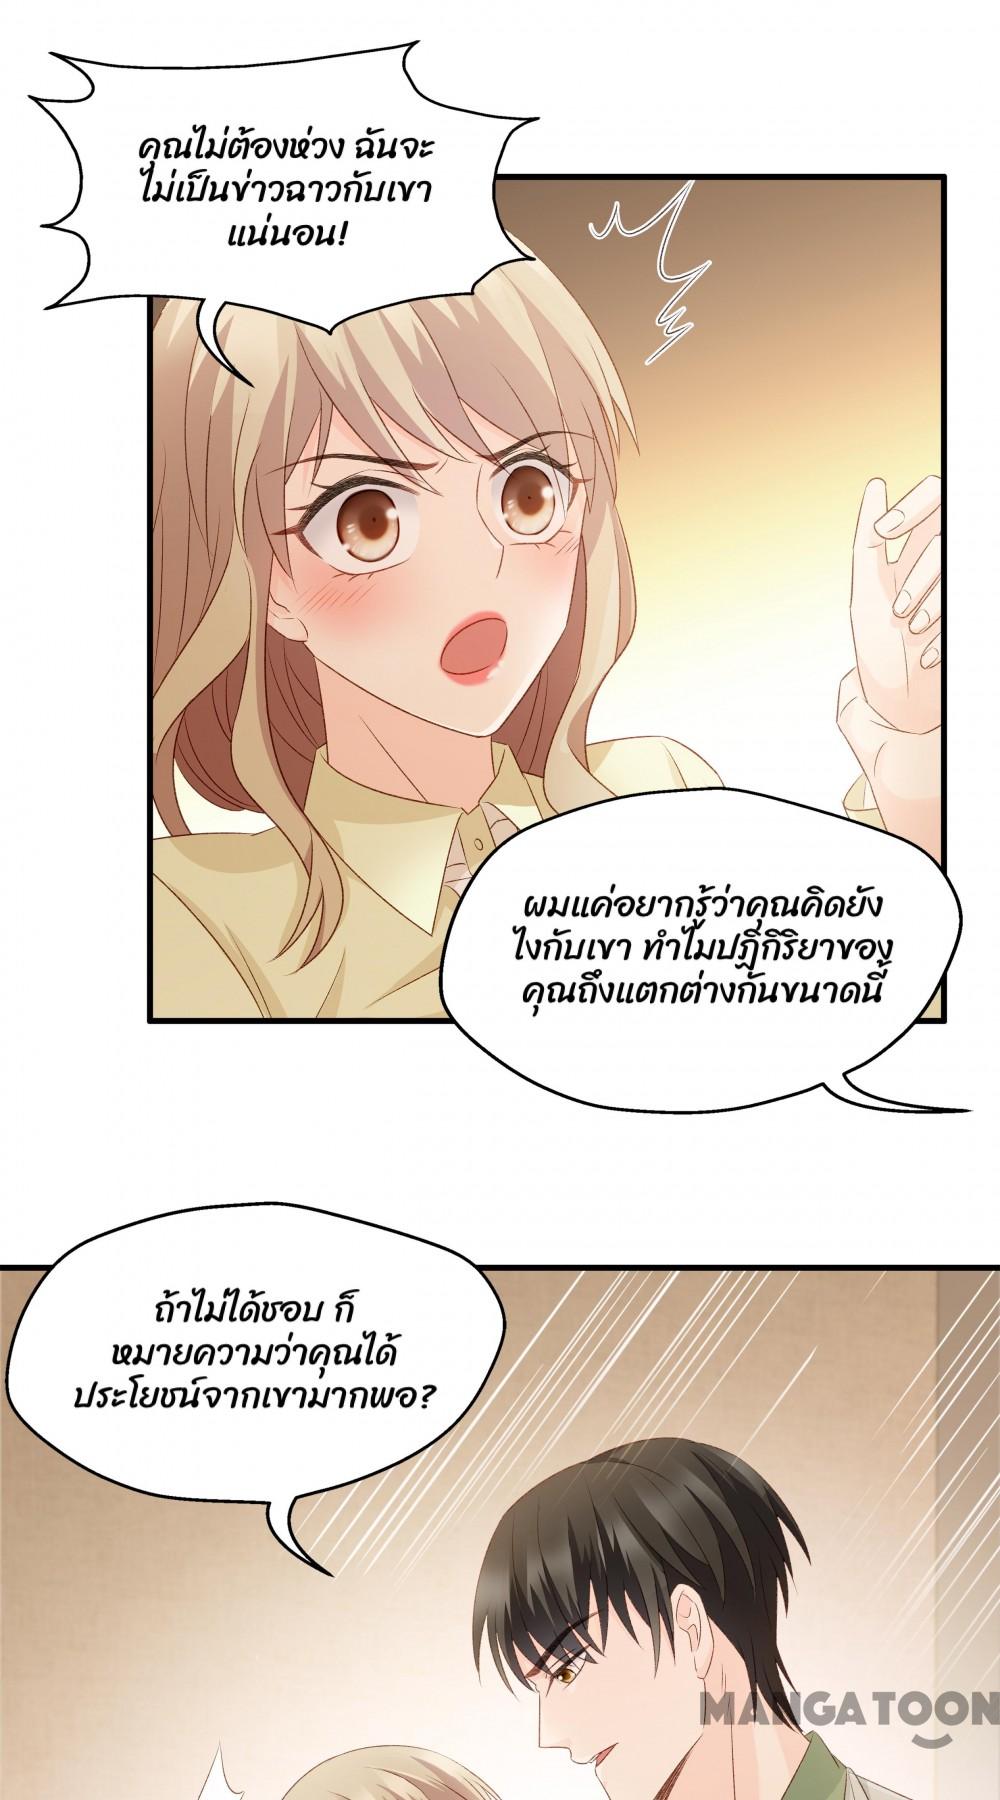 คุณไม่ต้องห่วง ฉันจะ
ไม่เป็นข่าวฉาวกับเขา
แน่นอน!
ผมแค่อยากรู้ว่าคุณคิดยัง
ไงกับเขา ทำไมปฏิกิริยาของ
คุณถึงแตกต่างกันขนาดนี้
ถ้าไม่ได้ชอบ ก็
หมายความว่าคุณได้
ประโยชน์จากเขามากพอ?
MANGATOON